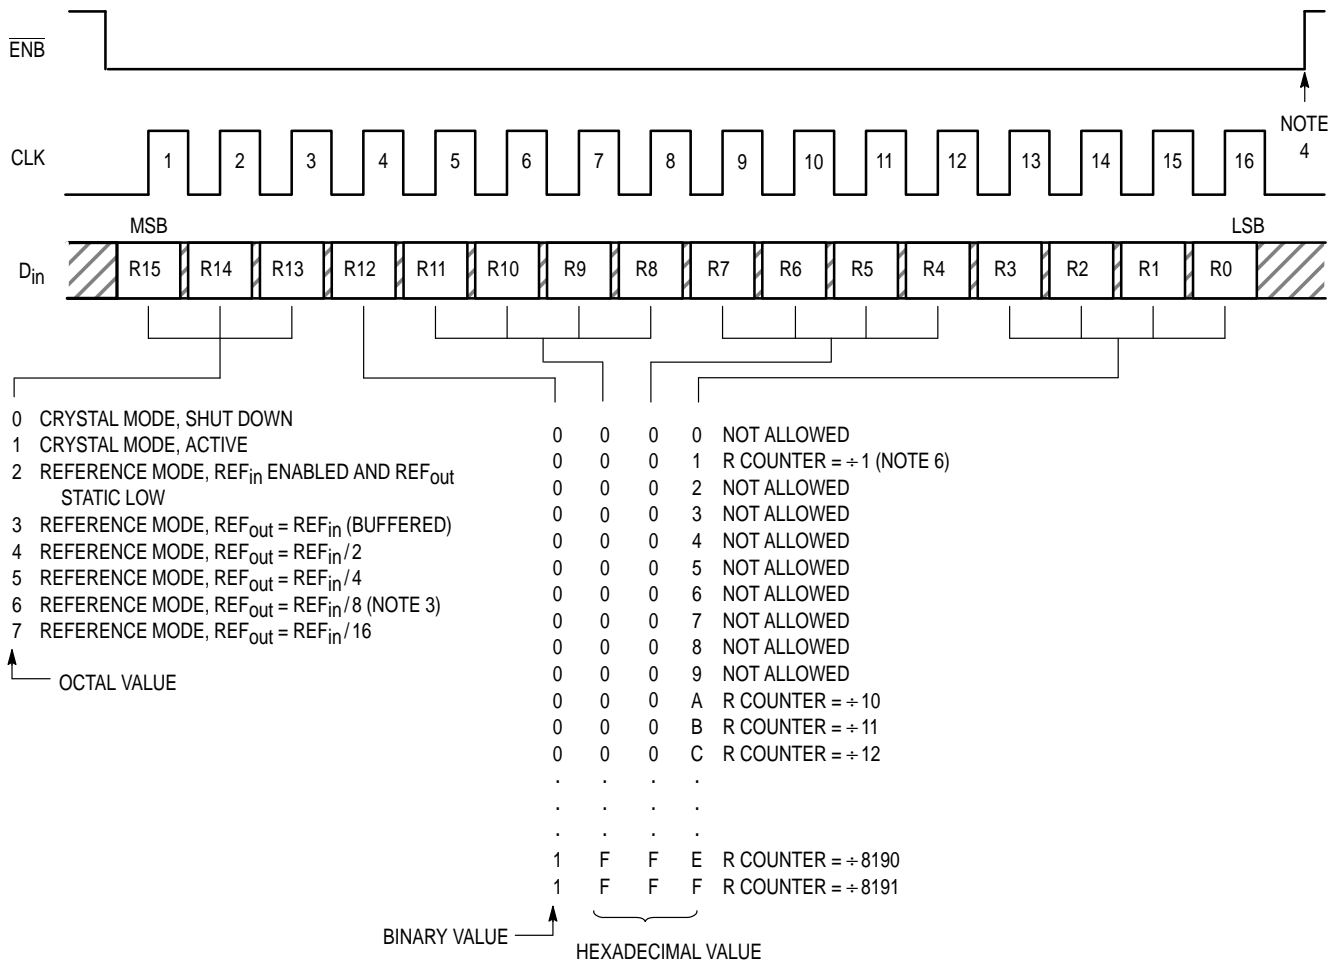 ENB
NOTE
4
CLK
1 2 3 4 5 6 7 8 9 10 11 12 13 14 15 16
MSB LSB
Din
R15 R14 R13 R12 R11 R10 R9 R8 R7 R6 R5 R4 R3 R2 R1 R0
0 CRYSTAL MODE, SHUT DOWN
1 CRYSTAL MODE, ACTIVE
2 REFERENCE MODE, REFin ENABLED AND REFout
STATIC LOW
3 REFERENCE MODE, REFout = REFin (BUFFERED)
4 REFERENCE MODE, REFout = REFin/2
5 REFERENCE MODE, REFout = REFin/4
6 REFERENCE MODE, REFout = REFin/8 (NOTE 3)
7 REFERENCE MODE, REFout = REFin/16
OCTAL VALUE
0 0 0 0 NOT ALLOWED
0 0 0 1 R COUNTER = ÷1 (NOTE 6)
0 0 0 2 NOT ALLOWED
0 0 0 3 NOT ALLOWED
0 0 0 4 NOT ALLOWED
0 0 0 5 NOT ALLOWED
0 0 0 6 NOT ALLOWED
0 0 0 7 NOT ALLOWED
0 0 0 8 NOT ALLOWED
0 0 0 9 NOT ALLOWED
0 0 0 A R COUNTER = ÷10
0 0 0 B R COUNTER = ÷11
0 0 0 C R COUNTER = ÷12
. . . .
. . . .
. . . .
1 F F E R COUNTER = ÷8190
1 F F F R COUNTER = ÷8191
BINARY VALUE
HEXADECIMAL VALUE